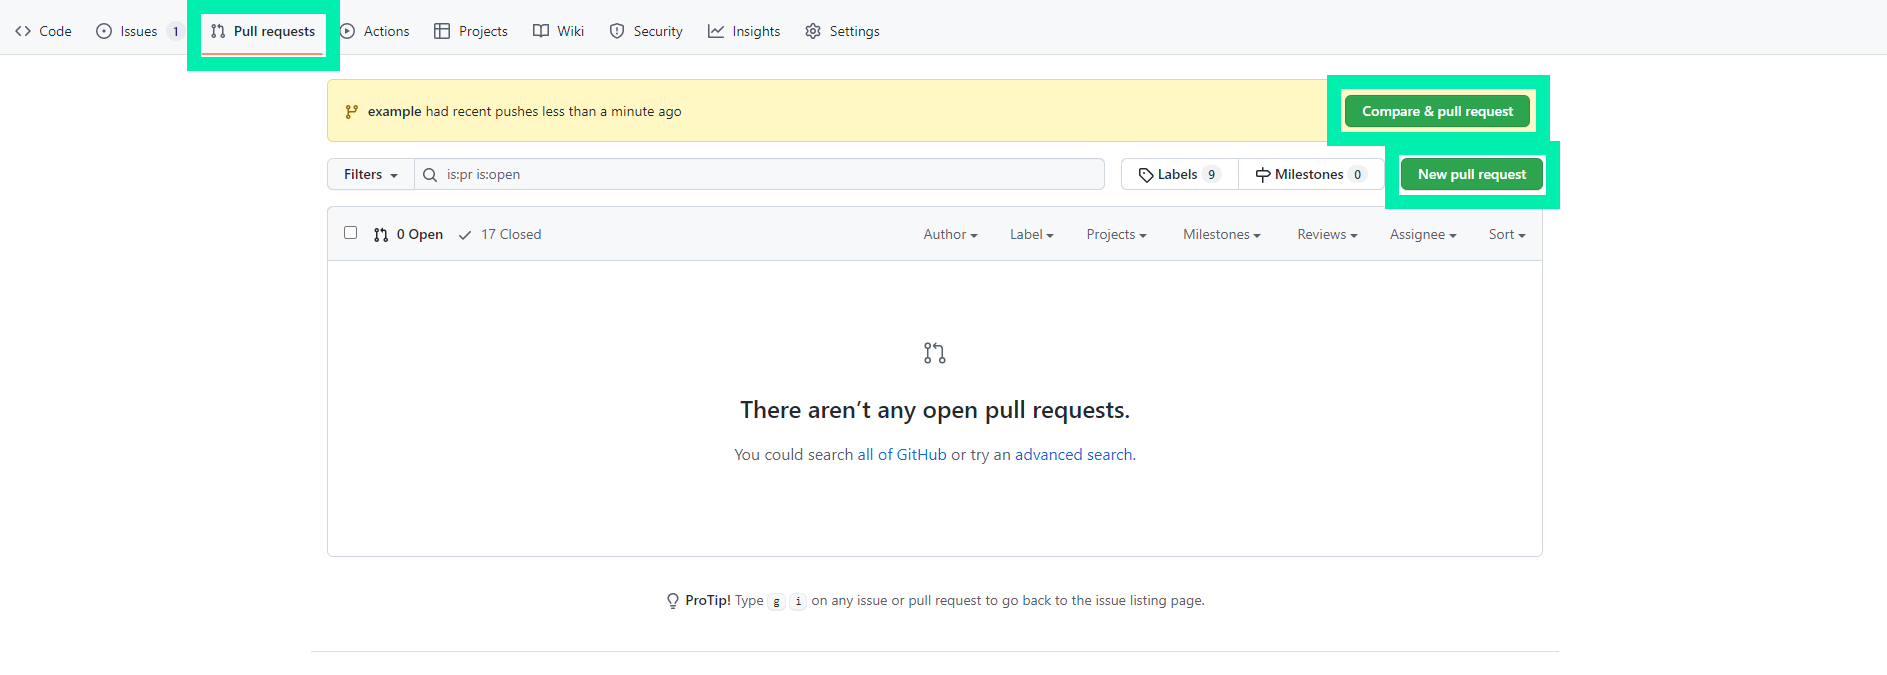 Code Issues 1 Pull requests Actions Projects Wiki Security Insights Settings
example had recent pushes less than a minute ago Compare & pull request
Filters is:pr is:open Labels 9 Milestones 0 New pull request
0 Open 17 Closed Author Label Projects Milestones Reviews Assignee Sort
There aren’t any open pull requests.
You could search all of GitHub or try an advanced search.
ProTip! Type g i on any issue or pull request to go back to the issue listing page.